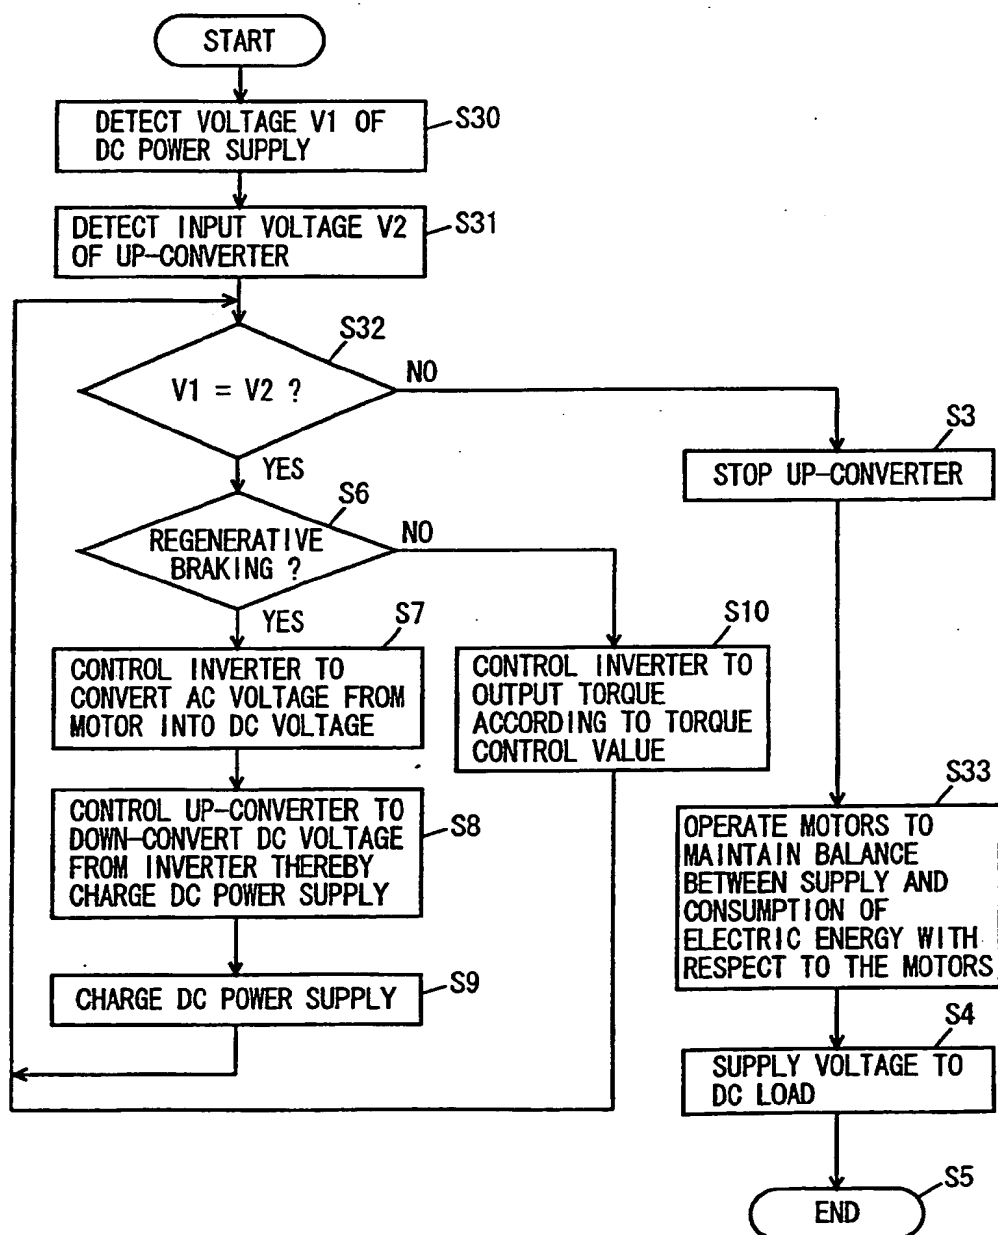 START
DETECT VOLTAGE V1 OF
DC POWER SUPPLY
S30
DETECT INPUT VOLTAGE V2
OF UP-CONVERTER
S31
S32
V1 = V2 ?
NO
YES
S3
STOP UP-CONVERTER
S6
REGENERATIVE
BRAKING ?
NO
YES
S7
CONTROL INVERTER TO
CONVERT AC VOLTAGE FROM
MOTOR INTO DC VOLTAGE
S10
CONTROL INVERTER TO
OUTPUT TORQUE
ACCORDING TO TORQUE
CONTROL VALUE
CONTROL UP-CONVERTER TO
DOWN-CONVERT DC VOLTAGE
FROM INVERTER THEREBY
CHARGE DC POWER SUPPLY
S8
S33
OPERATE MOTORS TO
MAINTAIN BALANCE
BETWEEN SUPPLY AND
CONSUMPTION OF
ELECTRIC ENERGY WITH
RESPECT TO THE MOTORS
CHARGE DC POWER SUPPLY
S9
S4
SUPPLY VOLTAGE TO
DC LOAD
S5
END